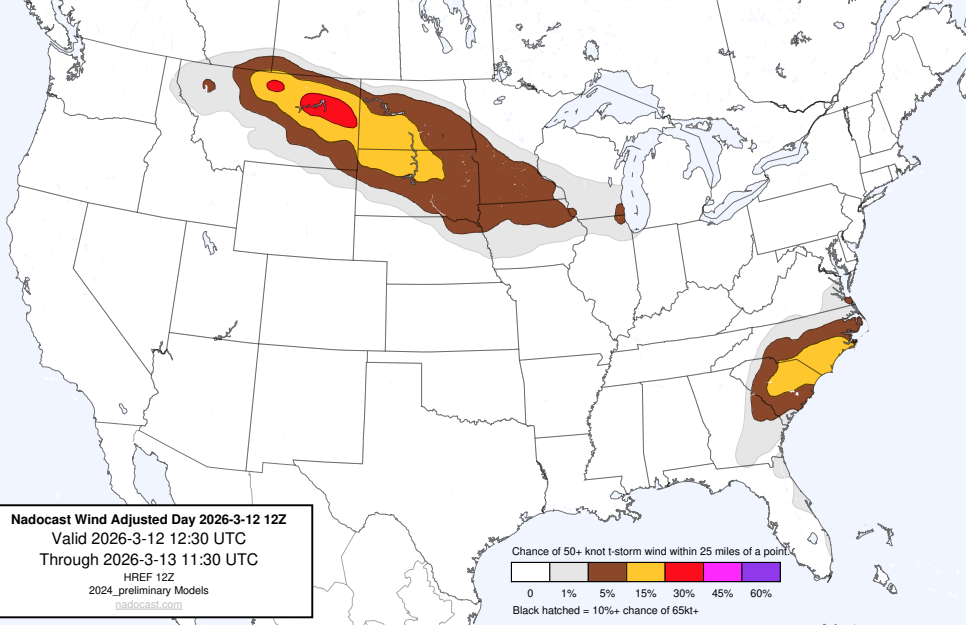 Nadocast Wind Adjusted Day 2026-3-12 12Z
Valid 2026-3-12 12:30 UTC
Through 2026-3-13 11:30 UTC
HREF 12Z
2024_preliminary Models
nadocast.com
Chance of 50+ knot t-storm wind within 25 miles of a point.
0 1% 5% 15% 30% 45% 60%
Black hatched = 10%+ chance of 65kt+